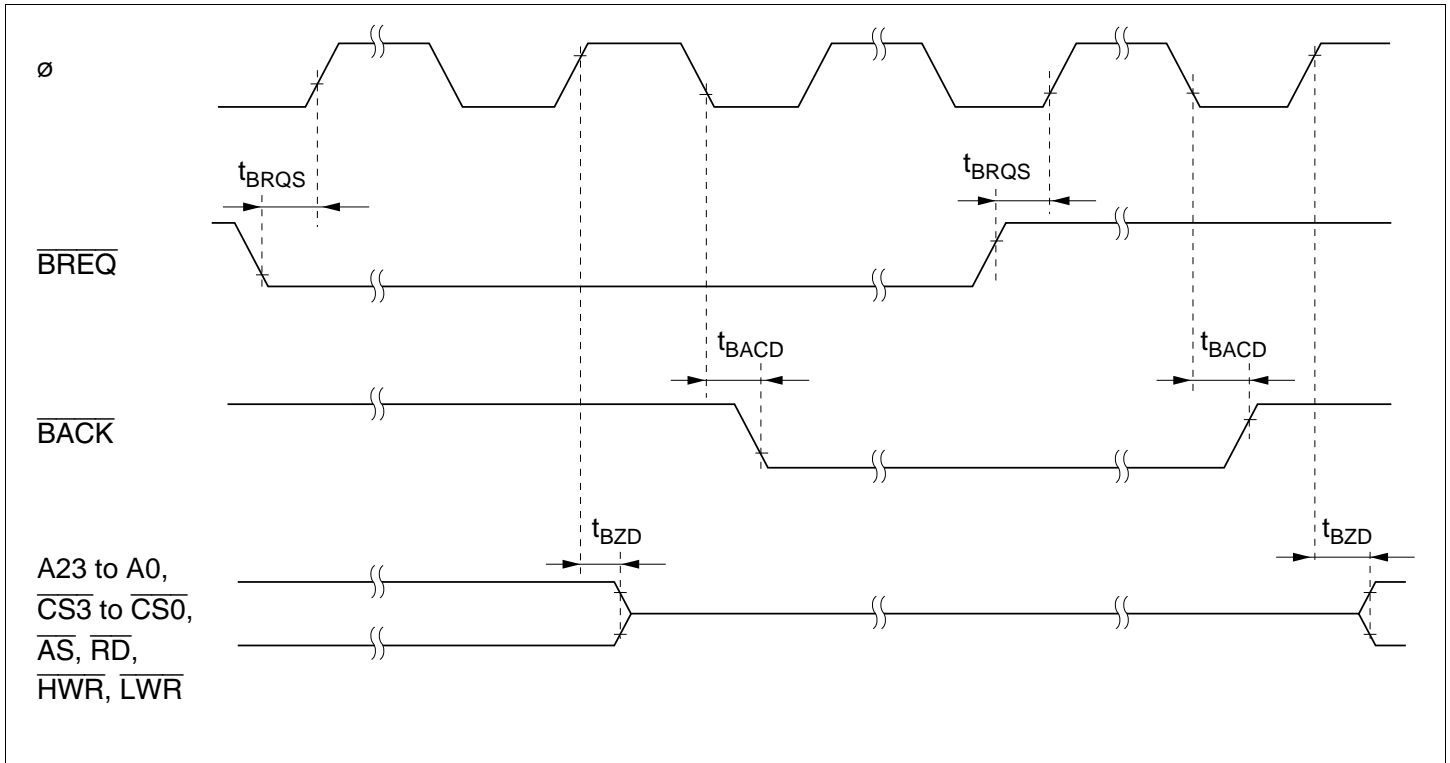 ø
tBRQS
tBRQS
BREQ
tBACD
tBACD
BACK
tBZD
tBZD
A23 to A0,
CS3 to CS0,
AS, RD,
HWR, LWR